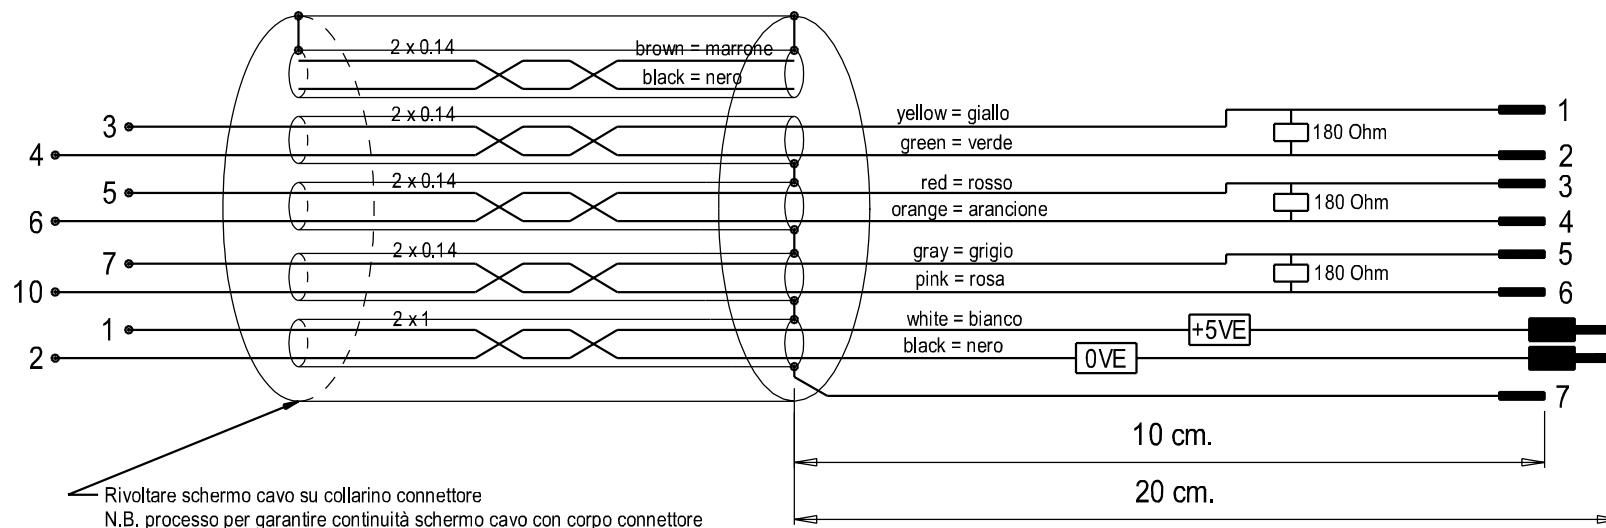 2 x 0.14
brown = marrone
black = nero
3
2 x 0.14
yellow = giallo
180 Ohm
1
4
green = verde
2
5
2 x 0.14
red = rosso
180 Ohm
3
6
orange = arancione
4
7
2 x 0.14
gray = grigio
180 Ohm
5
10
pink = rosa
6
1
2 x 1
white = bianco
+5VE
2
black = nero
0VE
7
10 cm.
20 cm.
Rivoltare schermo cavo su collarino connettore
N.B. processo per garantire continuità schermo cavo con corpo connettore